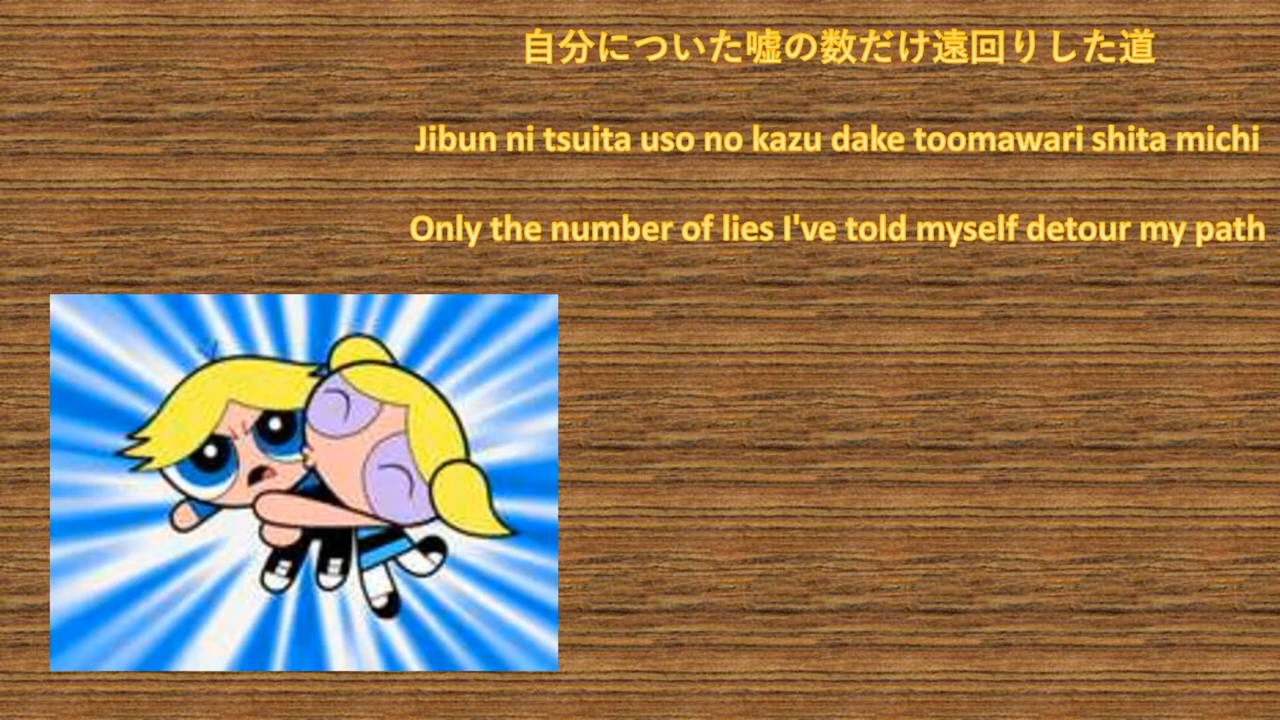 自分についた嘘の数だけ遠回りした道
Jibun ni tsuita uso no kazu dake toomawari shita michi
Only the number of lies I've told myself detour my path